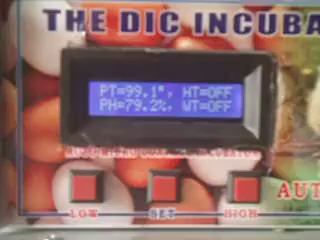 THE DIC INCUBA
PT=99.1°, HT=OFF
PH=79.2%, WT=OFF
LOW
SET
HIGH
AUT